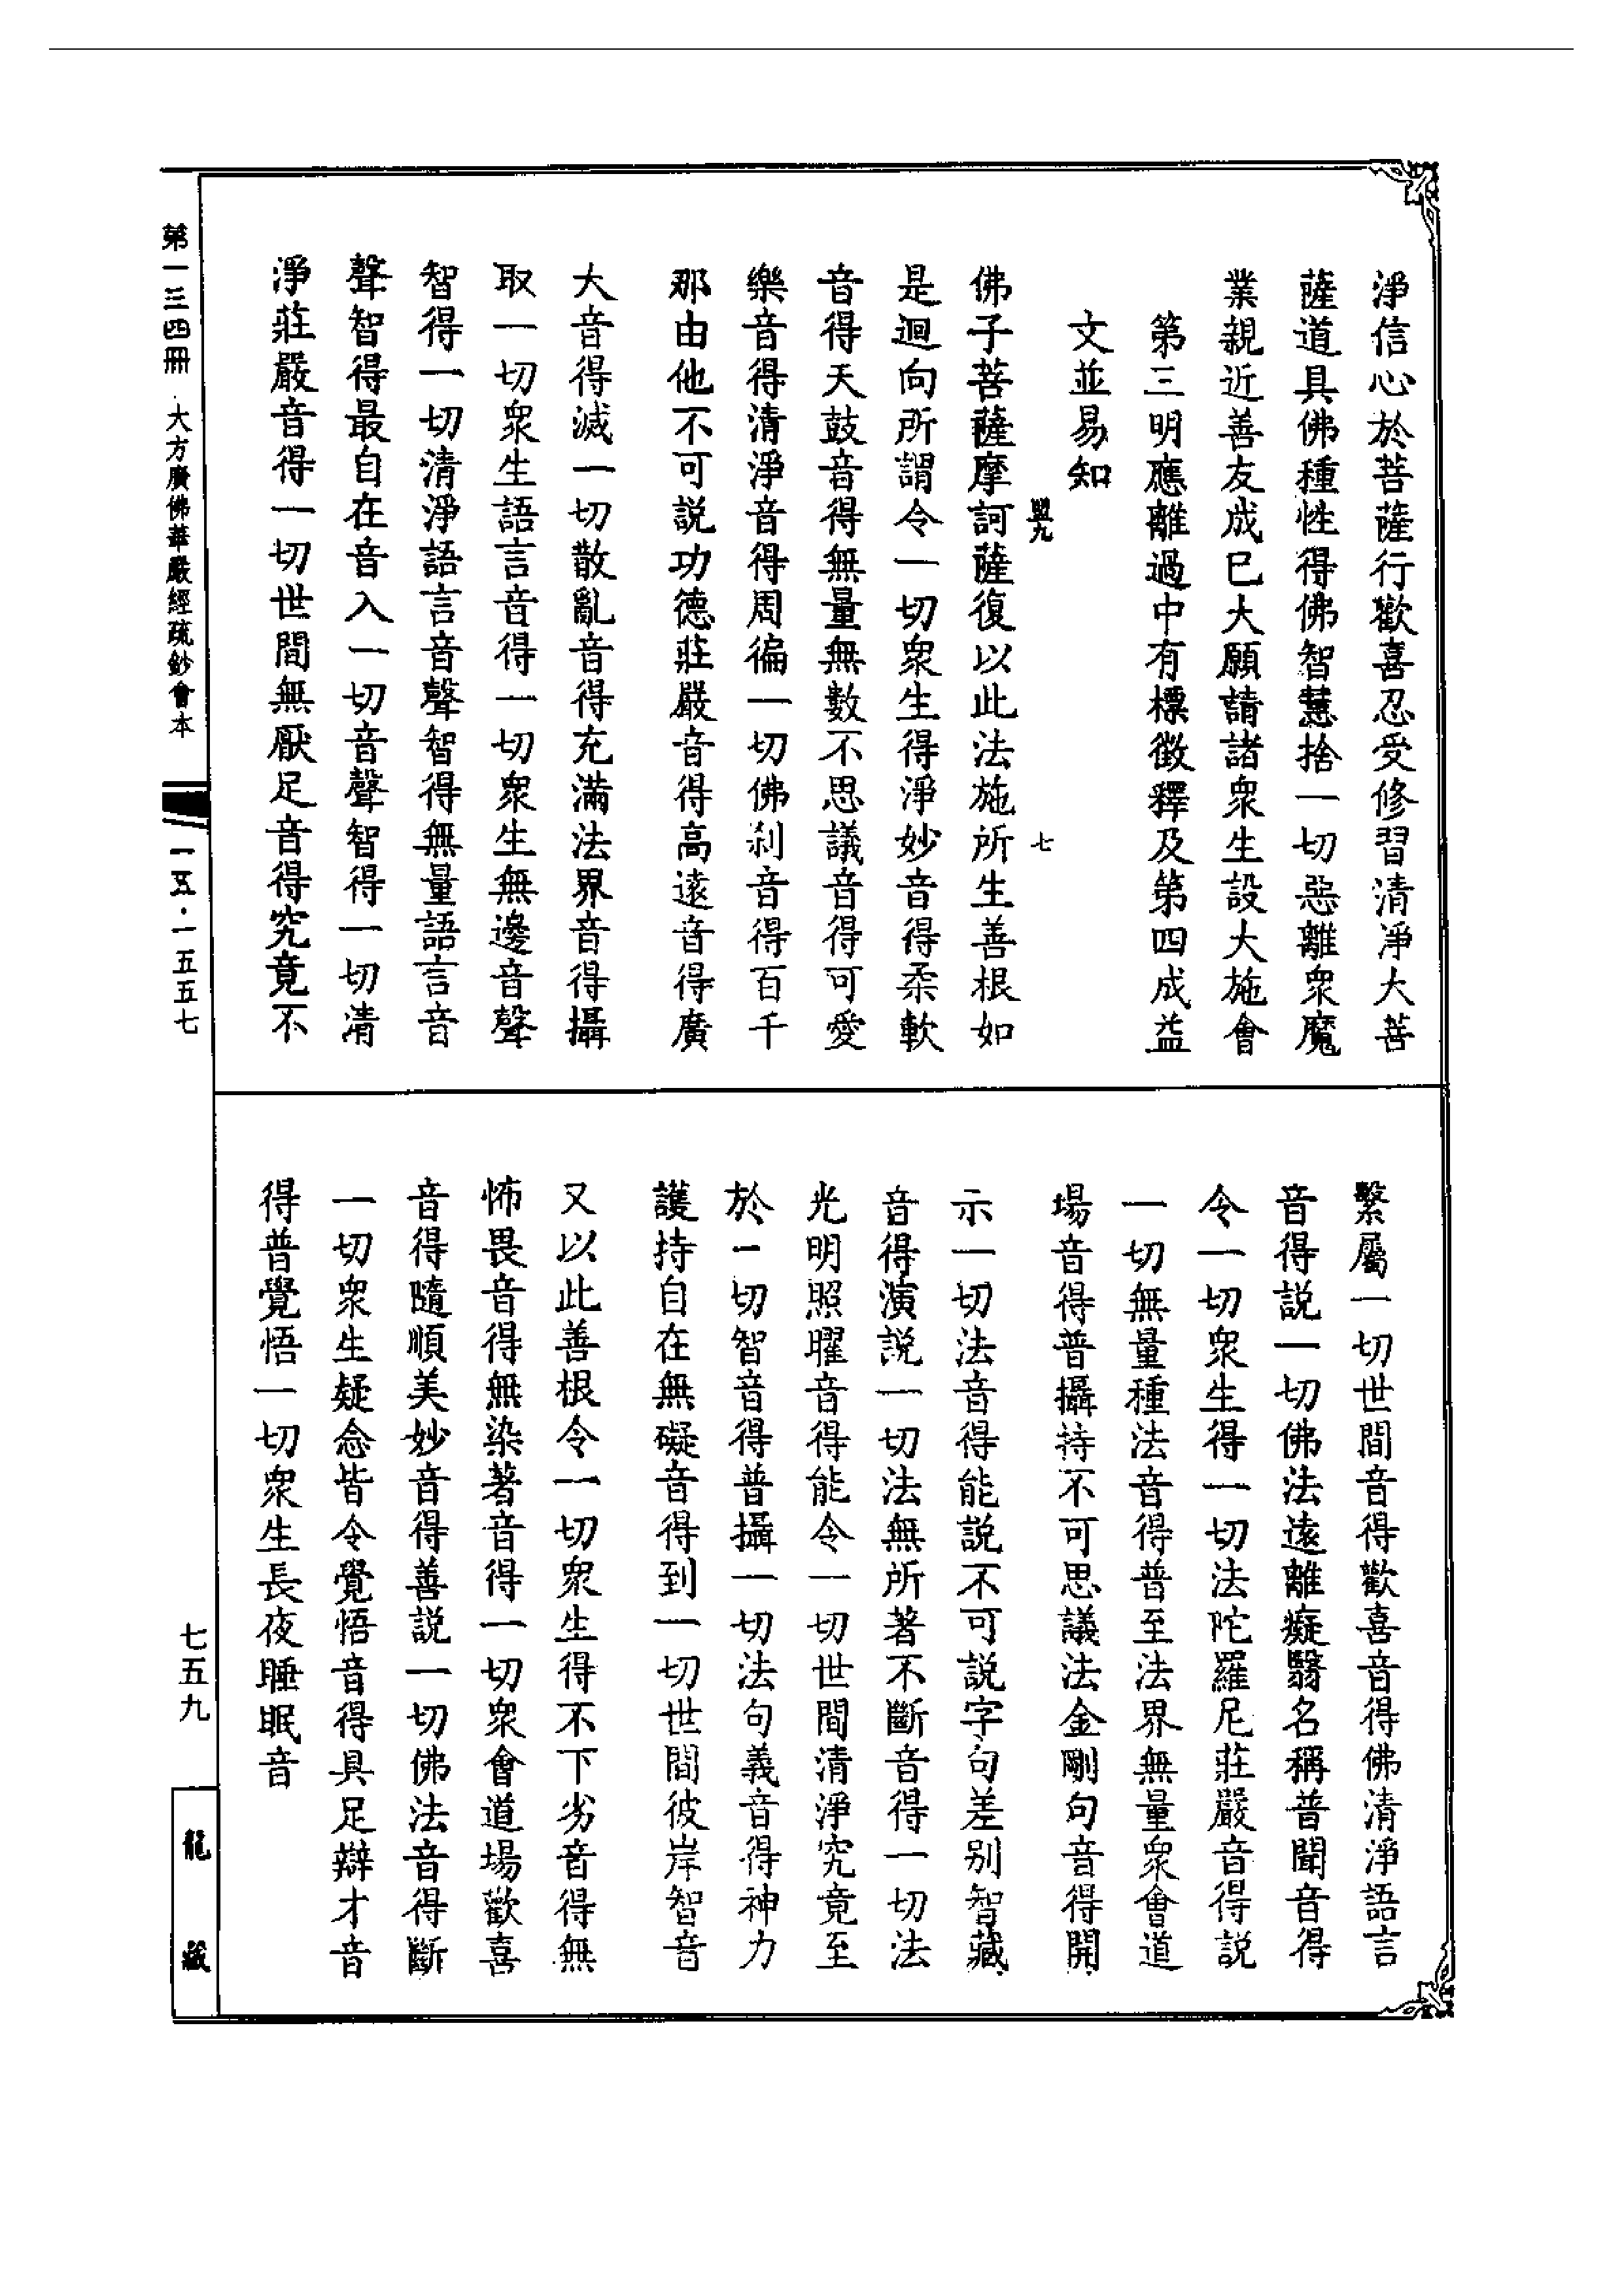 淨信心於菩薩行歡喜忍受修習清淨大菩
薩道具佛種性得佛智慧捨一切惡離衆魔
業親近善友成已大願請諸衆生設大施會
第三明應離過中有標徵釋及第四成益
文並易知
盟九
七
佛子菩薩摩訶薩復以此法施所生善根如
是迴向所謂令一切衆生得淨妙音得柔軟
音得天鼓音得無量無數不思議音得可愛
樂音得清淨音得周徧一切佛刹音得百千
那由他不可説功德莊嚴音得高遠音得廣
大音得滅一切散亂音得充滿法界音得攝
取一切衆生語言音得一切衆生無邊音聲
智得一切清淨語言音聲智得無量語言音
聲智得最自在音入一切音聲智得一切清
淨莊嚴音得一切世間無厭足音得究竟不
繫屬一切世間音得歡喜音得佛清淨語言
音得説一切佛法遠離癡翳名稱普聞音得
令一切衆生得一切法陀羅尼莊嚴音得説
一切無量種法音得普至法界無量衆會道
場音得普攝持不可思議法金剛句音得開
示一切法音得能説不可説字句差别智藏
音得演説一切法無所著不斷音得一切法
光明照曜音得能令一切世間清淨究竟至
於一切智音得普攝一切法句義音得神力
護持自在無礙音得到一切世間彼岸智音
又以此善根令一切衆生得不下劣音得無
怖畏音得無染著音得一切衆會道場歡喜
音得隨順美妙音得善説一切佛法音得斷
一切衆生疑念皆令覺悟音得具足辯才音
得普覺悟一切衆生長夜睡眠音
第一三四冊 大方廣佛華嚴經疏鈔會本
一五·一五五七
七五九
龍藏